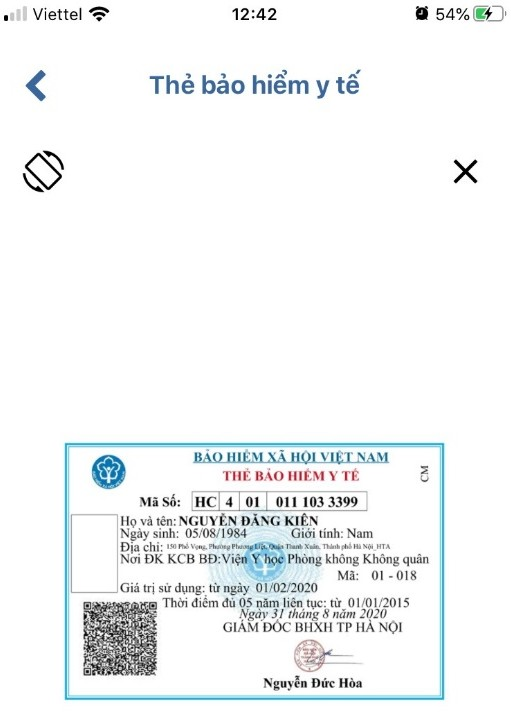 Viettel 12:42 54%
Thẻ bảo hiểm y tế
BẢO HIỂM XÃ HỘI VIỆT NAM
THẺ BẢO HIỂM Y TẾ
CM
Mã Số: HC 4 01 011 103 3399
Họ và tên: NGUYỄN ĐĂNG KIÊN
Ngày sinh: 05/08/1984 Giới tính: Nam
Địa chỉ: 150 Phố Vọng, Phường Phương Liệt, Quận Thanh Xuân, Thành phố Hà Nội_HTA
Nơi ĐK KCB BĐ:Viện Y học Phòng không Không quân
Mã: 01 - 018
Giá trị sử dụng: từ ngày 01/02/2020
Thời điểm đủ 05 năm liên tục: từ 01/01/2015
Ngày 31 tháng 8 năm 2020
GIÁM ĐỐC BHXH TP HÀ NỘI
Nguyễn Đức Hòa